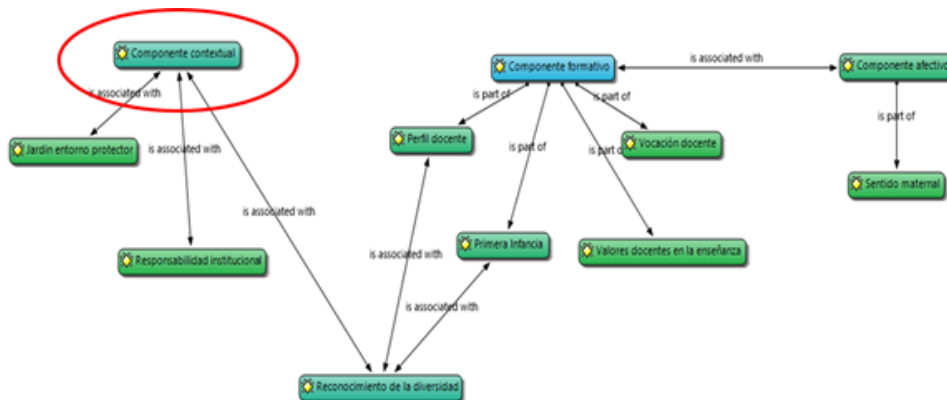 Componente contextual
Componente formativo
is associated with
Componente afectivo
is associated with
is part of
is part of
is part of
Perfil docente
Vocación docente
Jardín entorno protector
is associated with
is part of
is part of
Sentido maternal
is associated with
Primera Infancia
Valores docentes en la enseñanza
Responsabilidad institucional
is associated with
is associated with
Reconocimiento de la diversidad